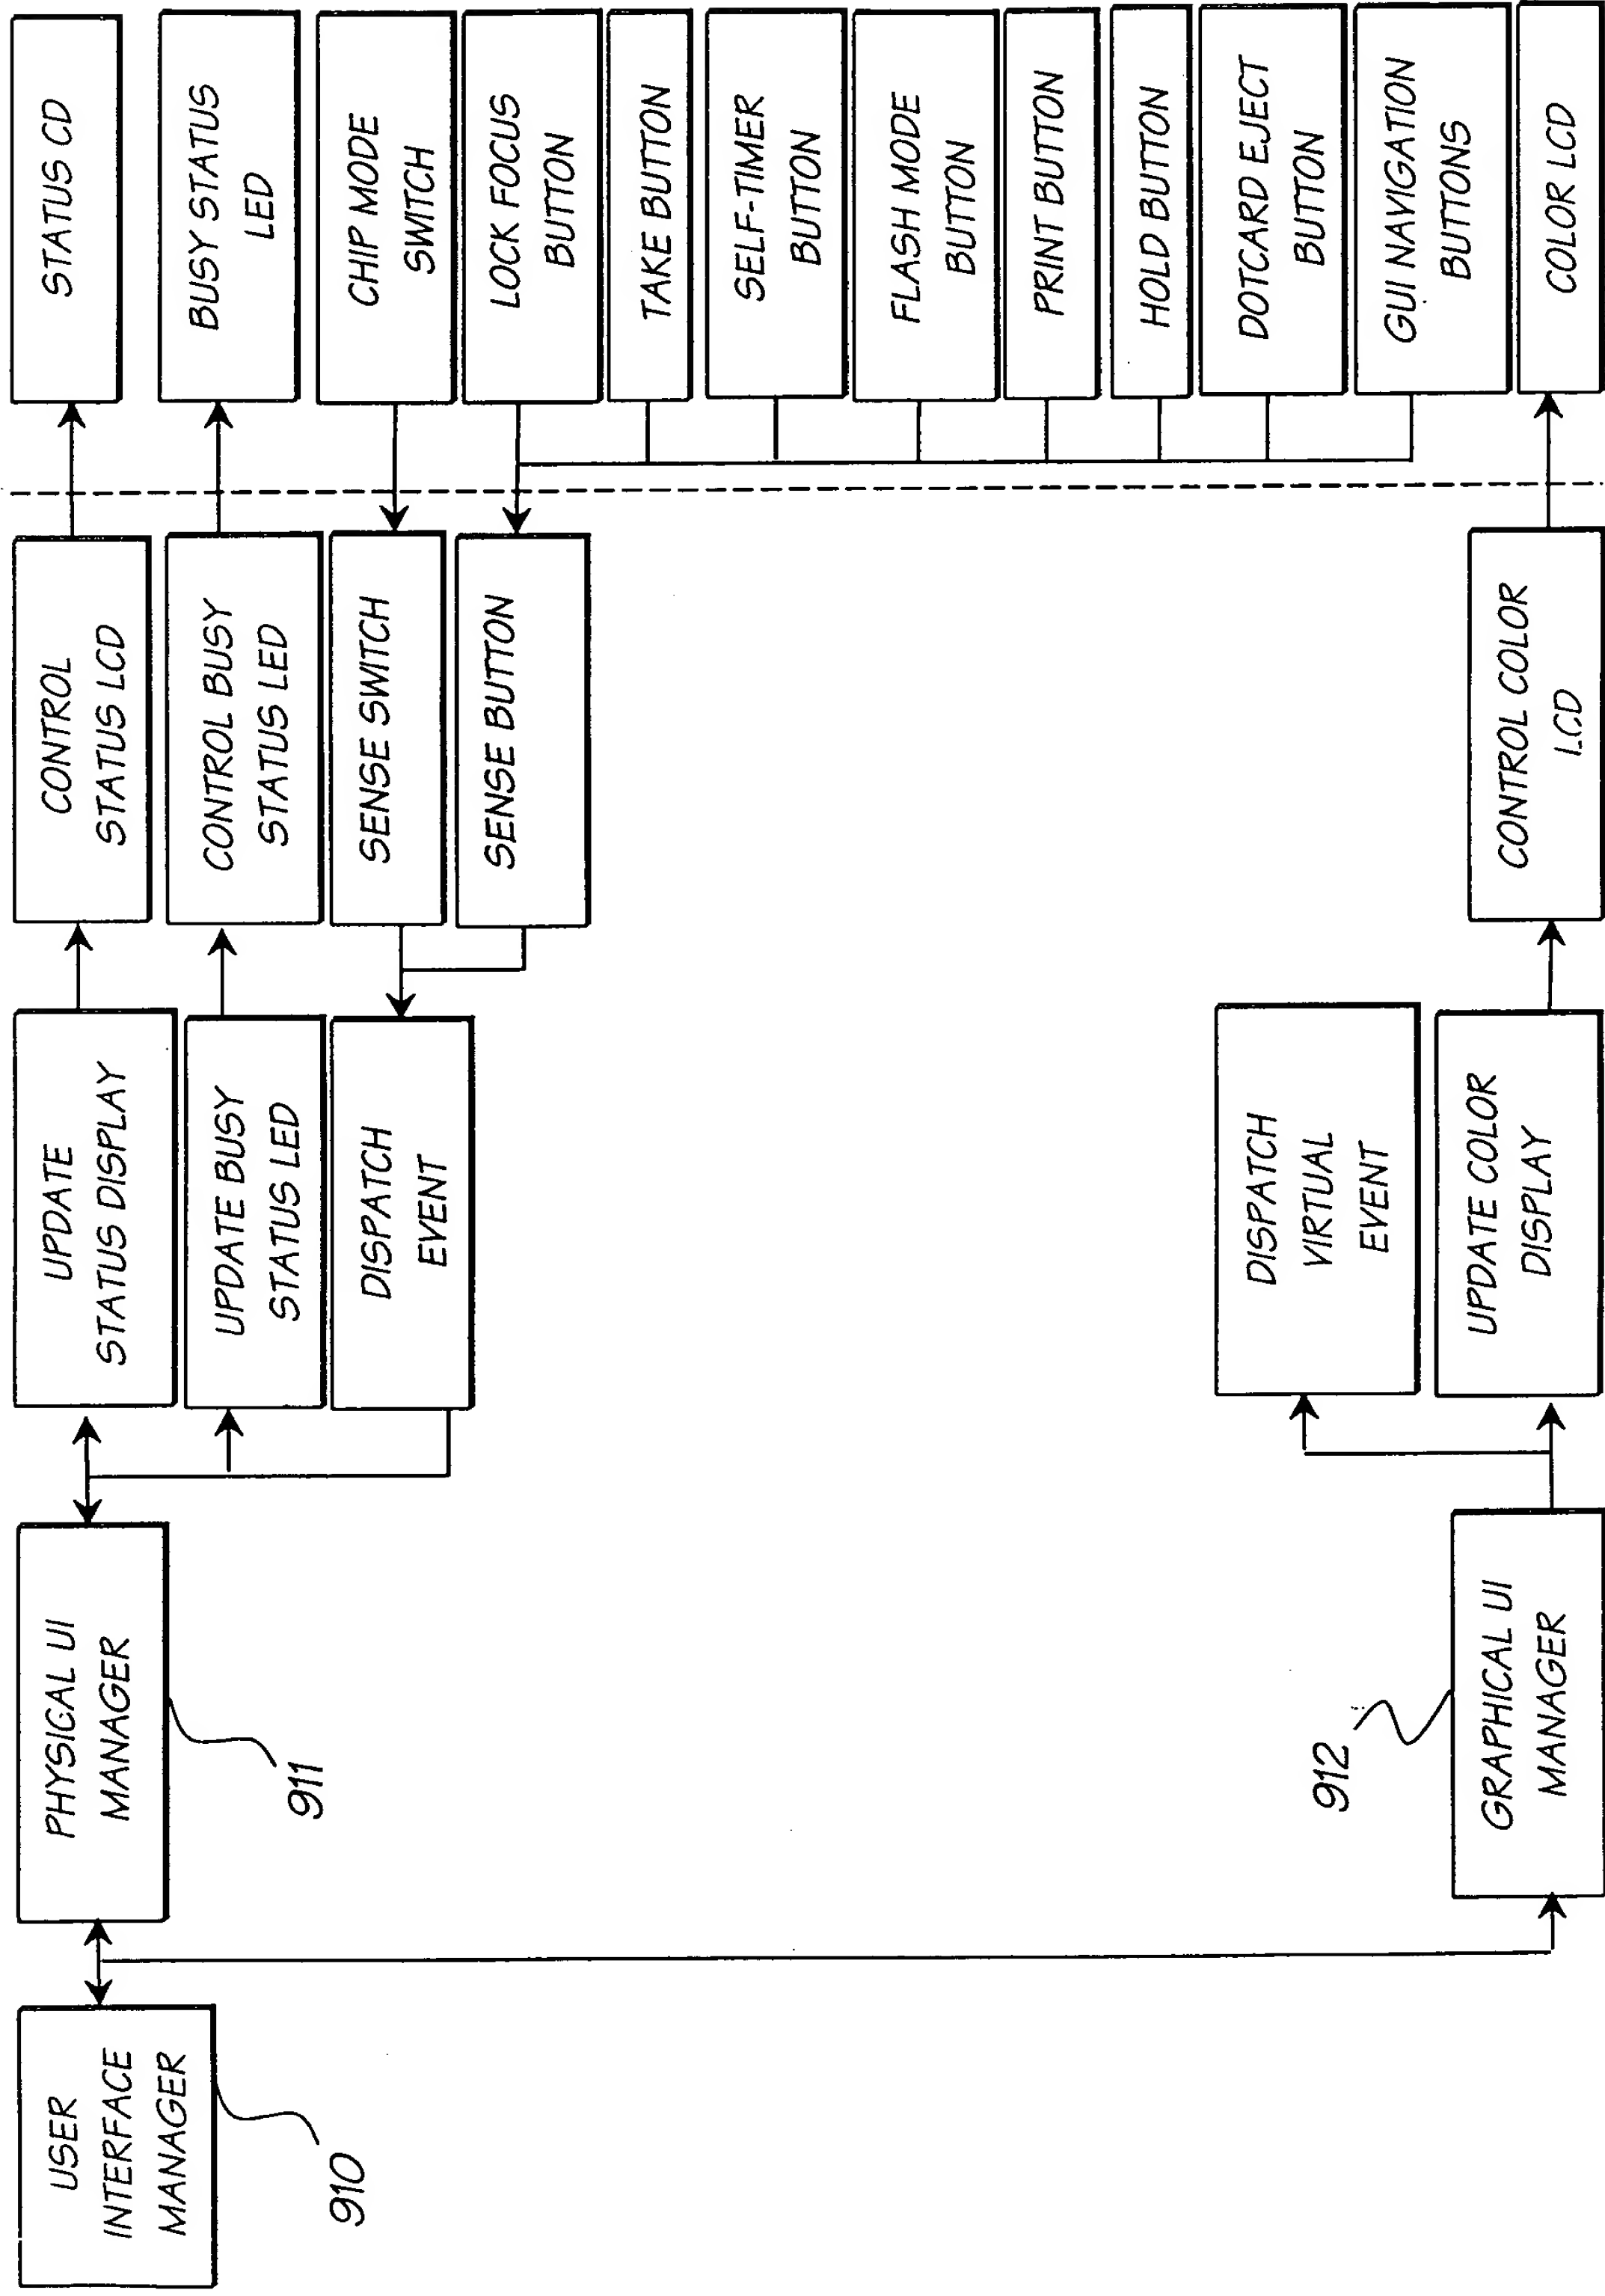 USER
INTERFACE
MANAGER
910
PHYSICAL UI
MANAGER
911
GRAPHICAL UI
MANAGER
912
UPDATE
STATUS DISPLAY
UPDATE BUSY
STATUS LED
DISPATCH
EVENT
DISPATCH
VIRTUAL
EVENT
UPDATE COLOR
DISPLAY
CONTROL
STATUS LCD
CONTROL BUSY
STATUS LED
SENSE SWITCH
SENSE BUTTON
CONTROL COLOR
LCD
STATUS CD
BUSY STATUS
LED
CHIP MODE
SWITCH
LOCK FOCUS
BUTTON
TAKE BUTTON
SELF-TIMER
BUTTON
FLASH MODE
BUTTON
PRINT BUTTON
HOLD BUTTON
DOTCARD EJECT
BUTTON
GUI NAVIGATION
BUTTONS
COLOR LCD